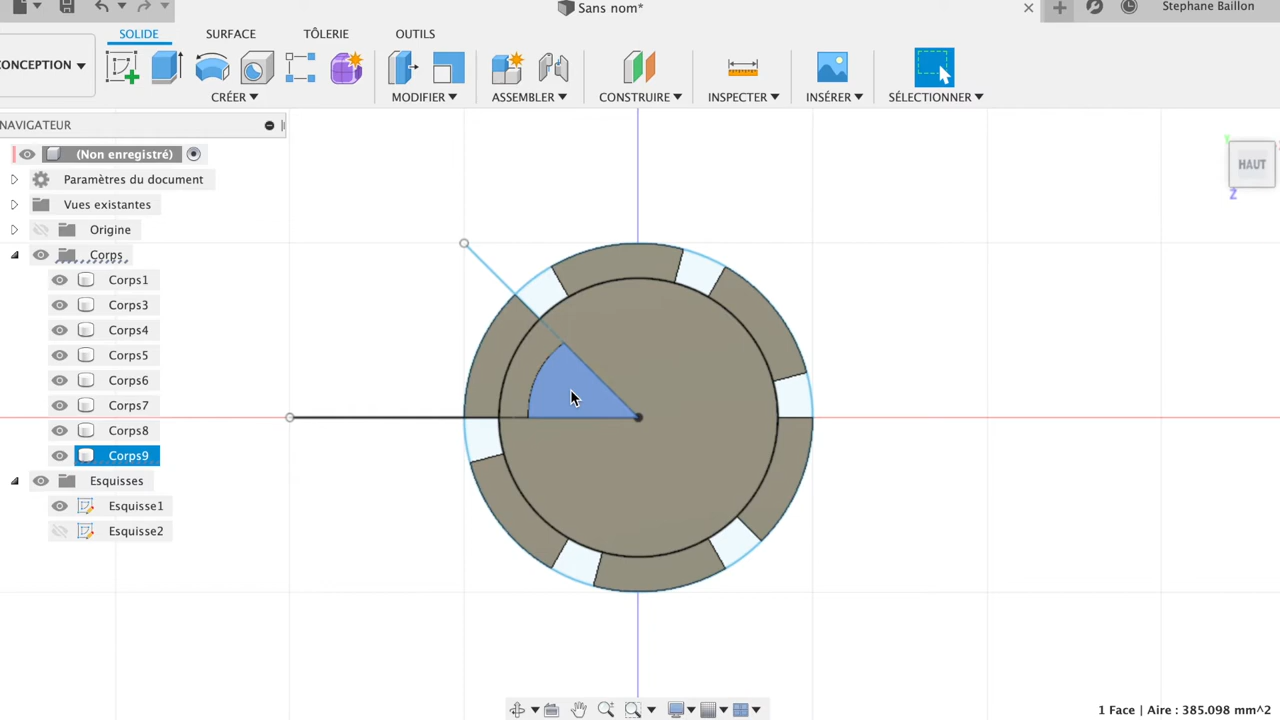 Sans nom*
Stephane Baillon
SOLIDE SURFACE TÔLERIE OUTILS
CONCEPTION
CRÉER MODIFIER ASSEMBLER CONSTRUIRE INSPECTER INSÉRER SÉLECTIONNER
NAVIGATEUR
(Non enregistré)
Paramètres du document
Vues existantes
Origine
Corps
Corps1
Corps3
Corps4
Corps5
Corps6
Corps7
Corps8
Corps9
Esquisses
Esquisse1
Esquisse2
Y
HAUT
Z
1 Face | Aire : 385.098 mm^2